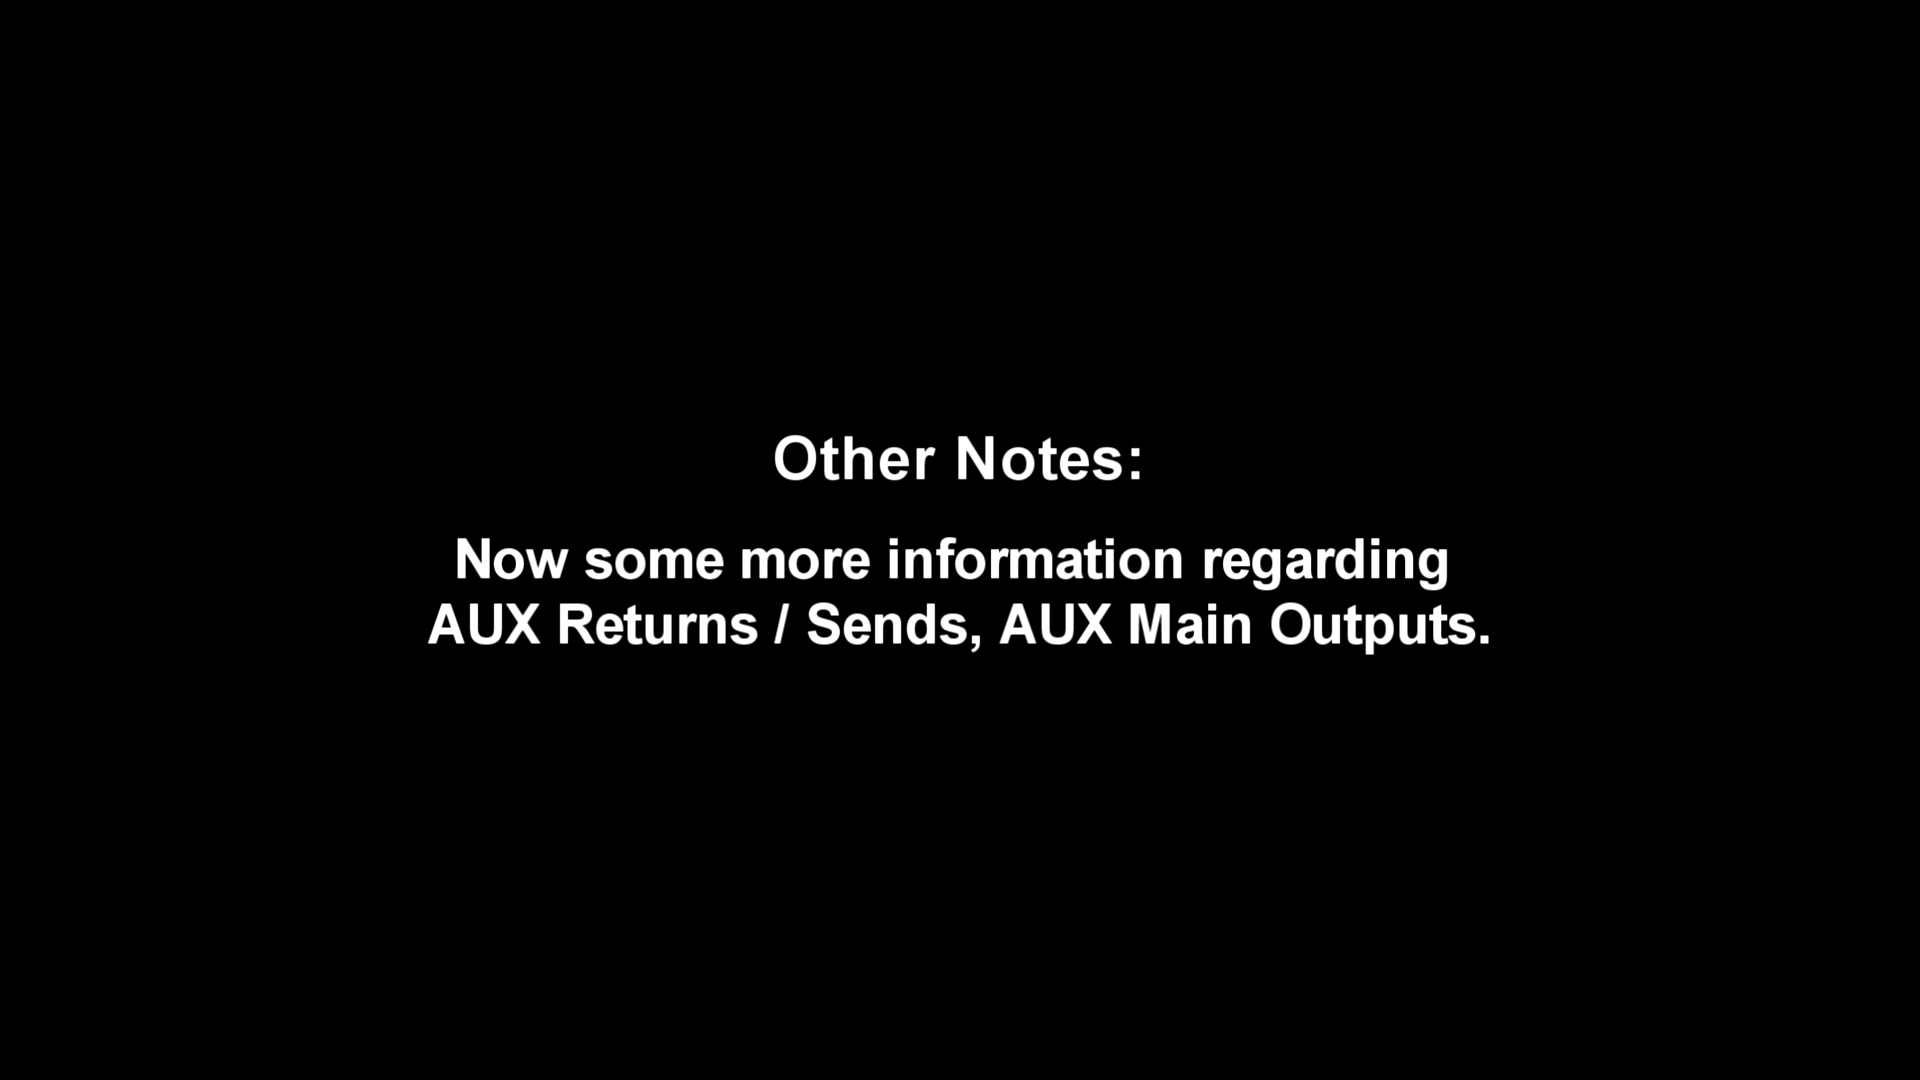 Other Notes:
Now some more information regarding
AUX Returns / Sends, AUX Main Outputs.